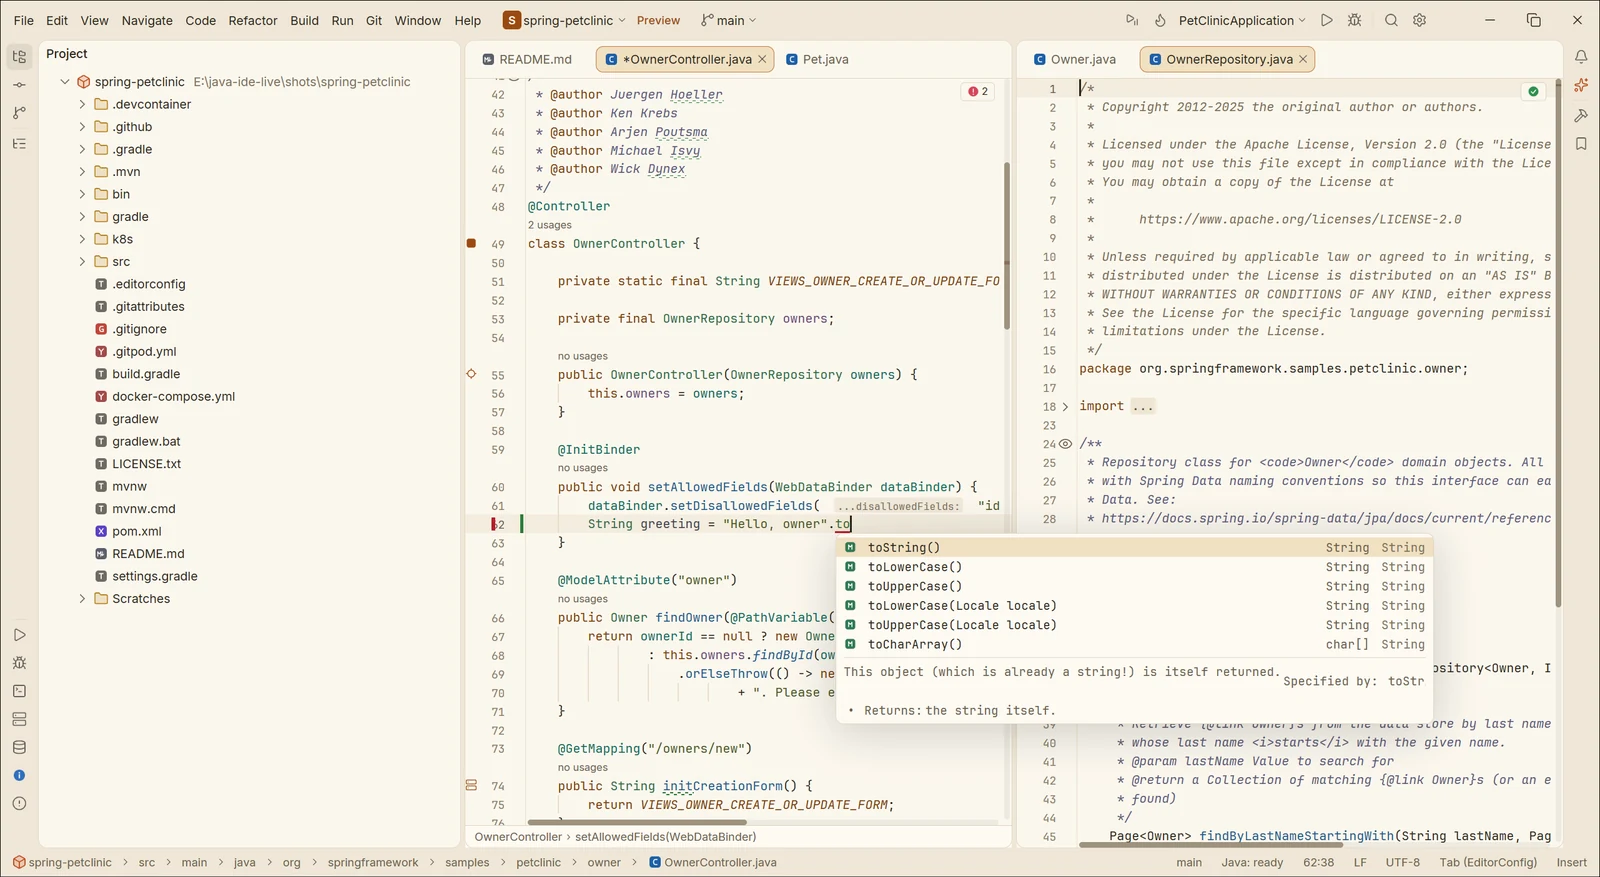 File Edit View Navigate Code Refactor Build Run Git Window Help S spring-petclinic Preview main PetClinicApplication
Project
spring-petclinic E:\java-ide-live\shots\spring-petclinic
.devcontainer
.github
.gradle
.mvn
bin
gradle
k8s
src
.editorconfig
.gitattributes
.gitignore
.gitpod.yml
build.gradle
docker-compose.yml
gradlew
gradlew.bat
LICENSE.txt
mvnw
mvnw.cmd
pom.xml
README.md
settings.gradle
Scratches
README.md *OwnerController.java Pet.java
2
42 * @author Juergen Hoeller
43 * @author Ken Krebs
44 * @author Arjen Poutsma
45 * @author Michael Isvy
46 * @author Wick Dynex
47 */
48 @Controller
2 usages
49 class OwnerController {
50
51 private static final String VIEWS_OWNER_CREATE_OR_UPDATE_FO
52
53 private final OwnerRepository owners;
54
no usages
55 public OwnerController(OwnerRepository owners) {
56 this.owners = owners;
57 }
58
59 @InitBinder
no usages
60 public void setAllowedFields(WebDataBinder dataBinder) {
61 dataBinder.setDisallowedFields( ...disallowedFields: "id
62 String greeting = "Hello, owner".to
63 }
64
65 @ModelAttribute("owner")
no usages
66 public Owner findOwner(@PathVariable(
67 return ownerId == null ? new Owne
68 : this.owners.findById(ow
69 .orElseThrow(() -> ne
70 + ". Please e
71 }
72
73 @GetMapping("/owners/new")
no usages
74 public String initCreationForm() {
75 return VIEWS_OWNER_CREATE_OR_UPDATE_FORM;
76
OwnerController › setAllowedFields(WebDataBinder)
toString() String String
toLowerCase() String String
toUpperCase() String String
toLowerCase(Locale locale) String String
toUpperCase(Locale locale) String String
toCharArray() char[] String
This object (which is already a string!) is itself returned.
Specified by: toStr
• Returns: the string itself.
Owner.java OwnerRepository.java
1 /*
2 * Copyright 2012-2025 the original author or authors.
3 *
4 * Licensed under the Apache License, Version 2.0 (the "License
5 * you may not use this file except in compliance with the Lice
6 * You may obtain a copy of the License at
7 *
8 * https://www.apache.org/licenses/LICENSE-2.0
9 *
10 * Unless required by applicable law or agreed to in writing, s
11 * distributed under the License is distributed on an "AS IS" B
12 * WITHOUT WARRANTIES OR CONDITIONS OF ANY KIND, either express
13 * See the License for the specific language governing permissi
14 * limitations under the License.
15 */
16 package org.springframework.samples.petclinic.owner;
17
18 import ...
23
24 /**
25 * Repository class for <code>Owner</code> domain objects. All
26 * with Spring Data naming conventions so this interface can ea
27 * Data. See:
28 * https://docs.spring.io/spring-data/jpa/docs/current/referenc
ository<Owner, I
39 * Retrieve {@link Owner}s from the data store by last name
40 * whose last name <i>starts</i> with the given name.
41 * @param lastName Value to search for
42 * @return a Collection of matching {@link Owner}s (or an e
43 * found)
44 */
45 Page<Owner> findByLastNameStartingWith(String lastName, Pag
spring-petclinic › src › main › java › org › springframework › samples › petclinic › owner › OwnerController.java main Java: ready 62:38 LF UTF-8 Tab (EditorConfig) Insert